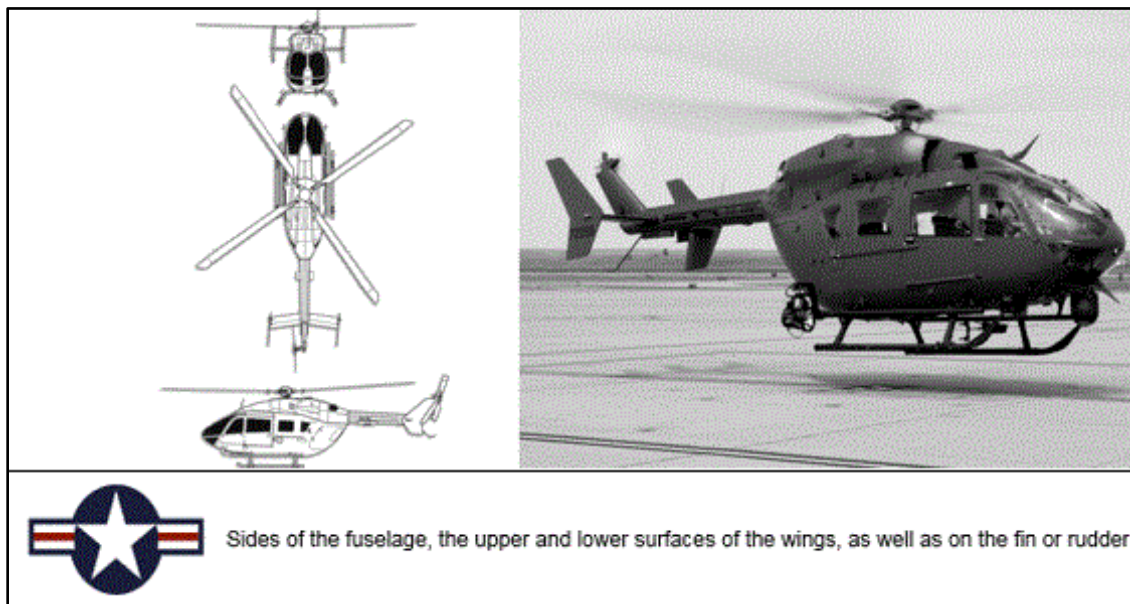 Sides of the fuselage, the upper and lower surfaces of the wings, as well as on the fin or rudder